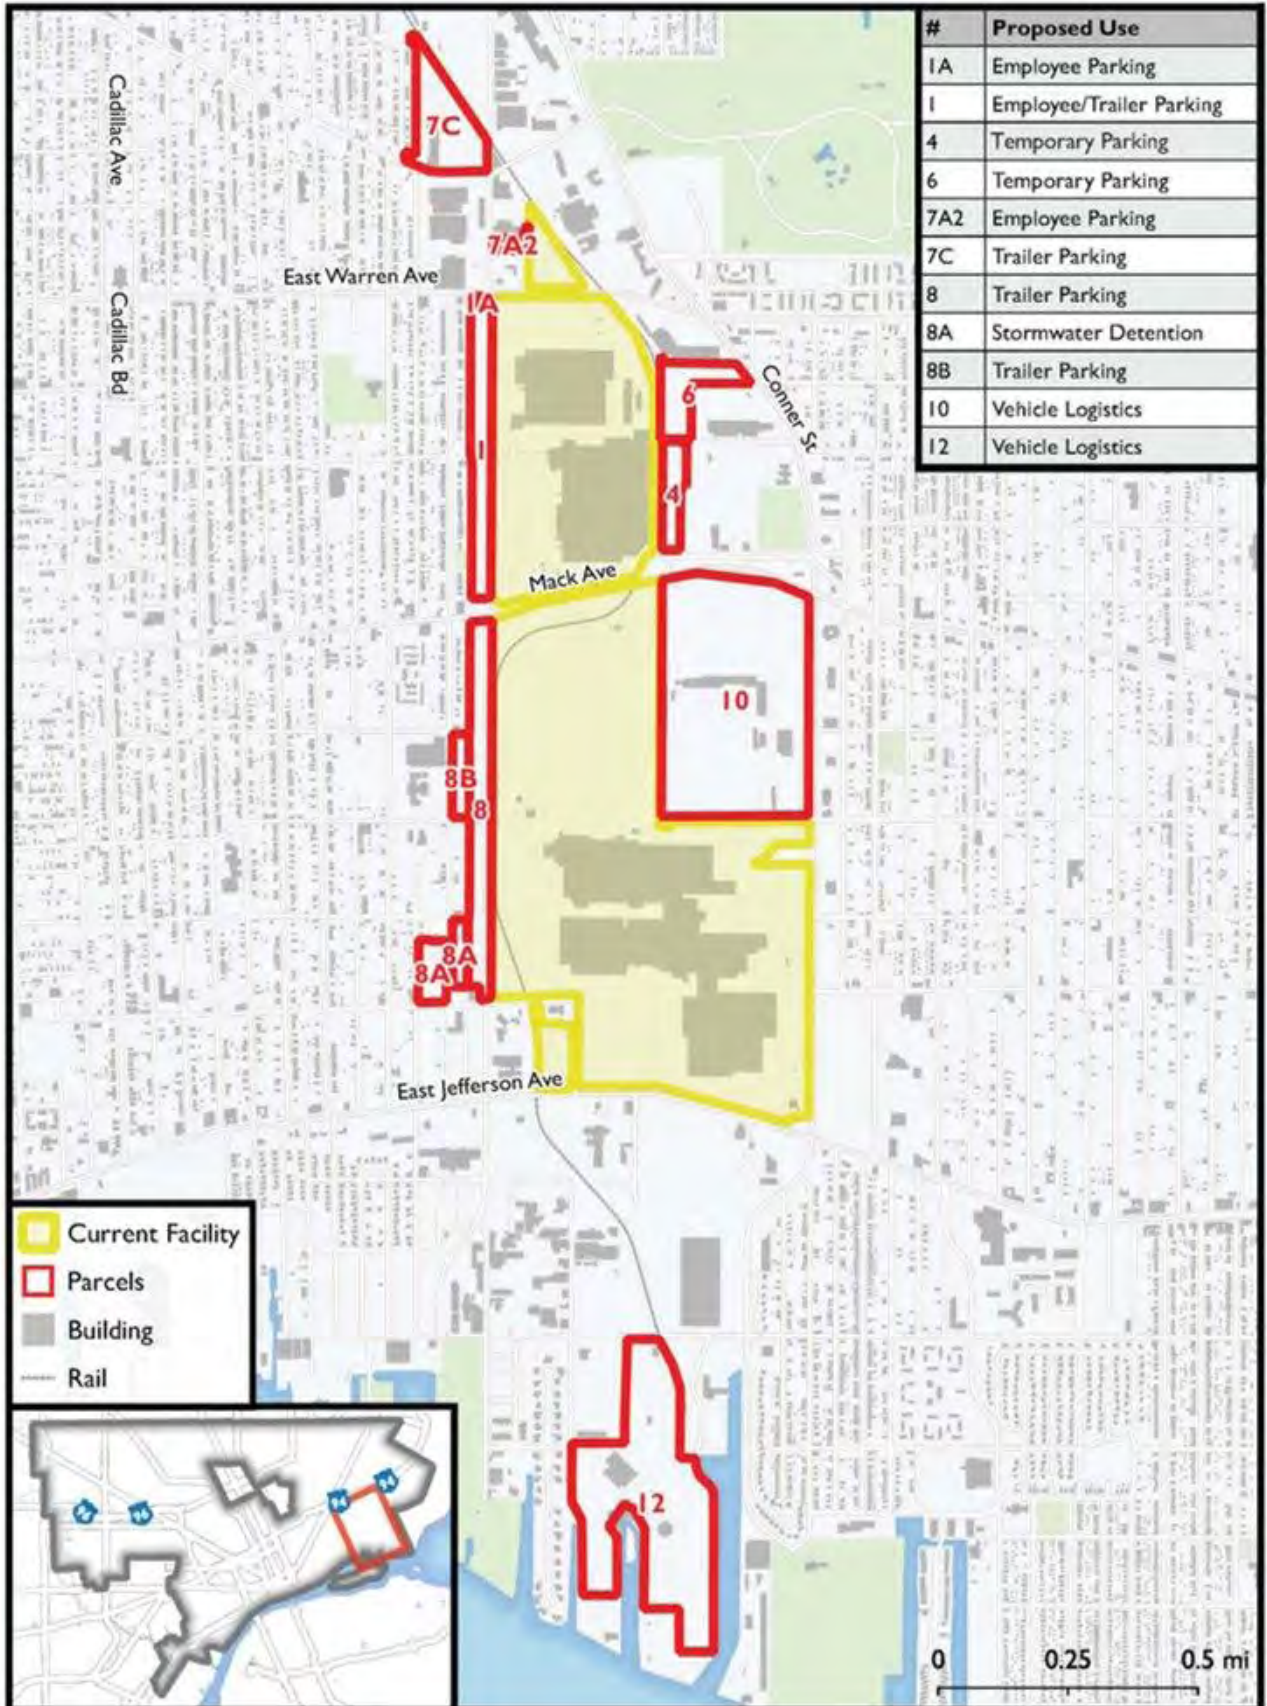 # Proposed Use
1A Employee Parking
1 Employee/Trailer Parking
4 Temporary Parking
6 Temporary Parking
7A2 Employee Parking
7C Trailer Parking
8 Trailer Parking
8A Stormwater Detention
8B Trailer Parking
10 Vehicle Logistics
12 Vehicle Logistics
Cadillac Ave
7C
7A2
East Warren Ave
1A
Cadillac Bd
Conner St
6
1
4
Mack Ave
10
8B
8
8A
8A
East Jefferson Ave
Current Facility
Parcels
Building
Rail
12
94
94
96
0 0.25 0.5 mi